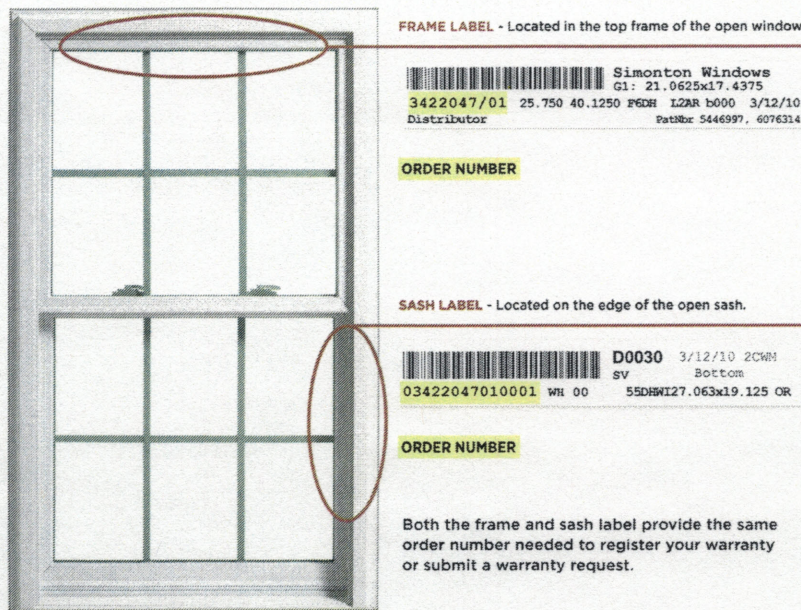 FRAME LABEL - Located in the top frame of the open window
Simonton Windows
G1: 21.0625x17.4375
3422047/01 25.750 40.1250 F6DH L2AR b000 3/12/10
Distributor PatNbr 5446997, 6076314
ORDER NUMBER
SASH LABEL - Located on the edge of the open sash.
D0030 3/12/10 2CWM
SV Bottom
03422047010001 WH 00 55DHWI27.063x19.125 OR
ORDER NUMBER
Both the frame and sash label provide the same
order number needed to register your warranty
or submit a warranty request.